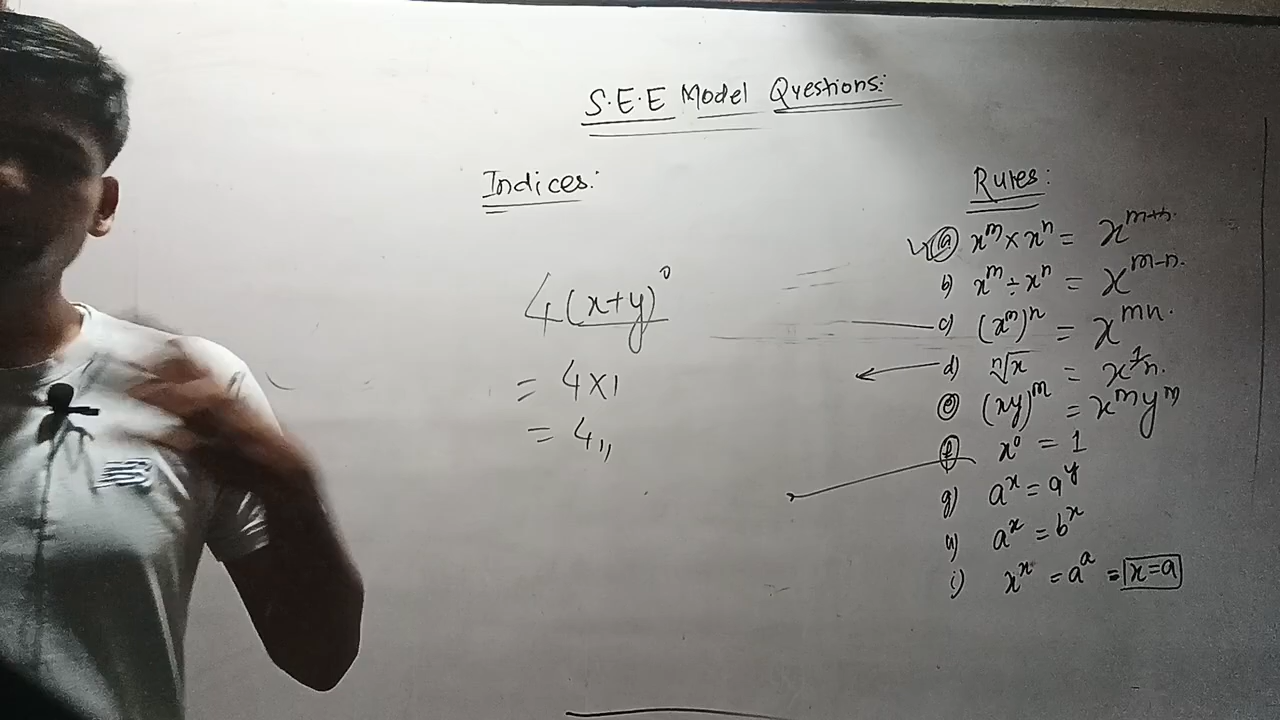 S.E.E Model Questions:
Indices:
4(x+y)⁰
= 4×1
= 4,,
Rules:
a) xᵐ × xⁿ = xᵐ⁺ⁿ.
b) xᵐ ÷ xⁿ = xᵐ⁻ⁿ.
c) (xᵐ)ⁿ = xᵐⁿ.
d) ⁿ√x = x^1/n.
e) (xy)ᵐ = xᵐyᵐ
f) x⁰ = 1
g) aˣ = aʸ
h) aˣ = bˣ
i) xˣ = aᵃ = x=a